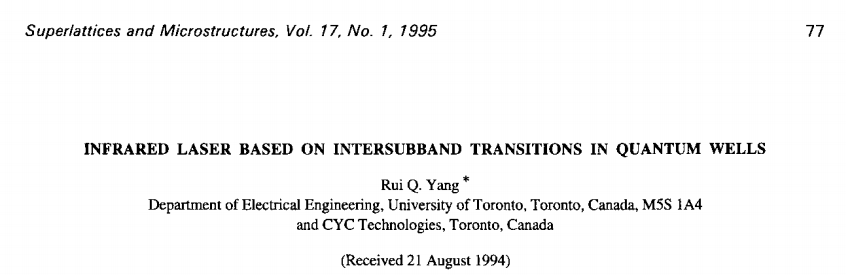 Superlattices and Microstructures, Vol. 17, No. 1, 1995 77
INFRARED LASER BASED ON INTERSUBBAND TRANSITIONS IN QUANTUM WELLS
Rui Q. Yang *
Department of Electrical Engineering, University of Toronto, Toronto, Canada, M5S 1A4
and CYC Technologies, Toronto, Canada
(Received 21 August 1994)